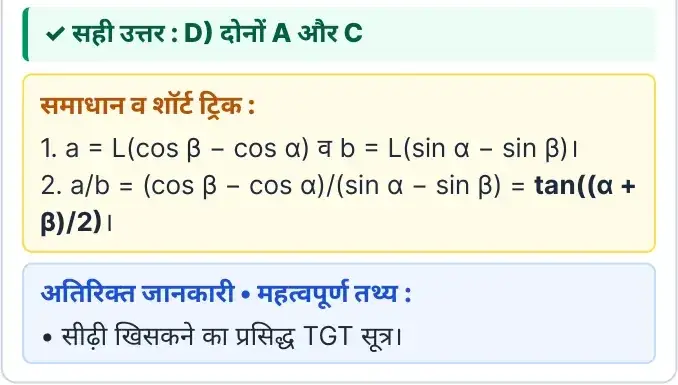 ✓ सही उत्तर : D) दोनों A और C
समाधान व शॉर्ट ट्रिक :
1. a = L(cos β − cos α) व b = L(sin α − sin β)।
2. a/b = (cos β − cos α)/(sin α − sin β) = tan((α +
β)/2)।
अतिरिक्त जानकारी • महत्वपूर्ण तथ्य :
• सीढ़ी खिसकने का प्रसिद्ध TGT सूत्र।